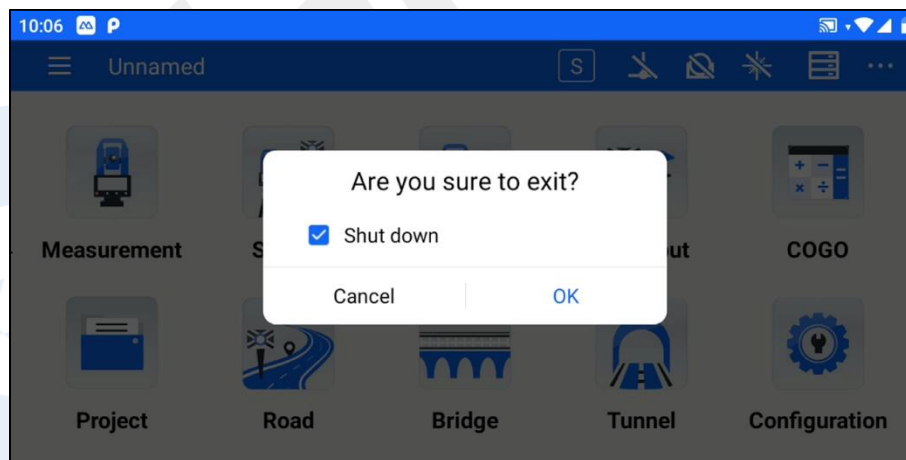 10:06
Unnamed
S
Are you sure to exit?
Shut down
Cancel
OK
Measurement
S
ut
COGO
Project
Road
Bridge
Tunnel
Configuration